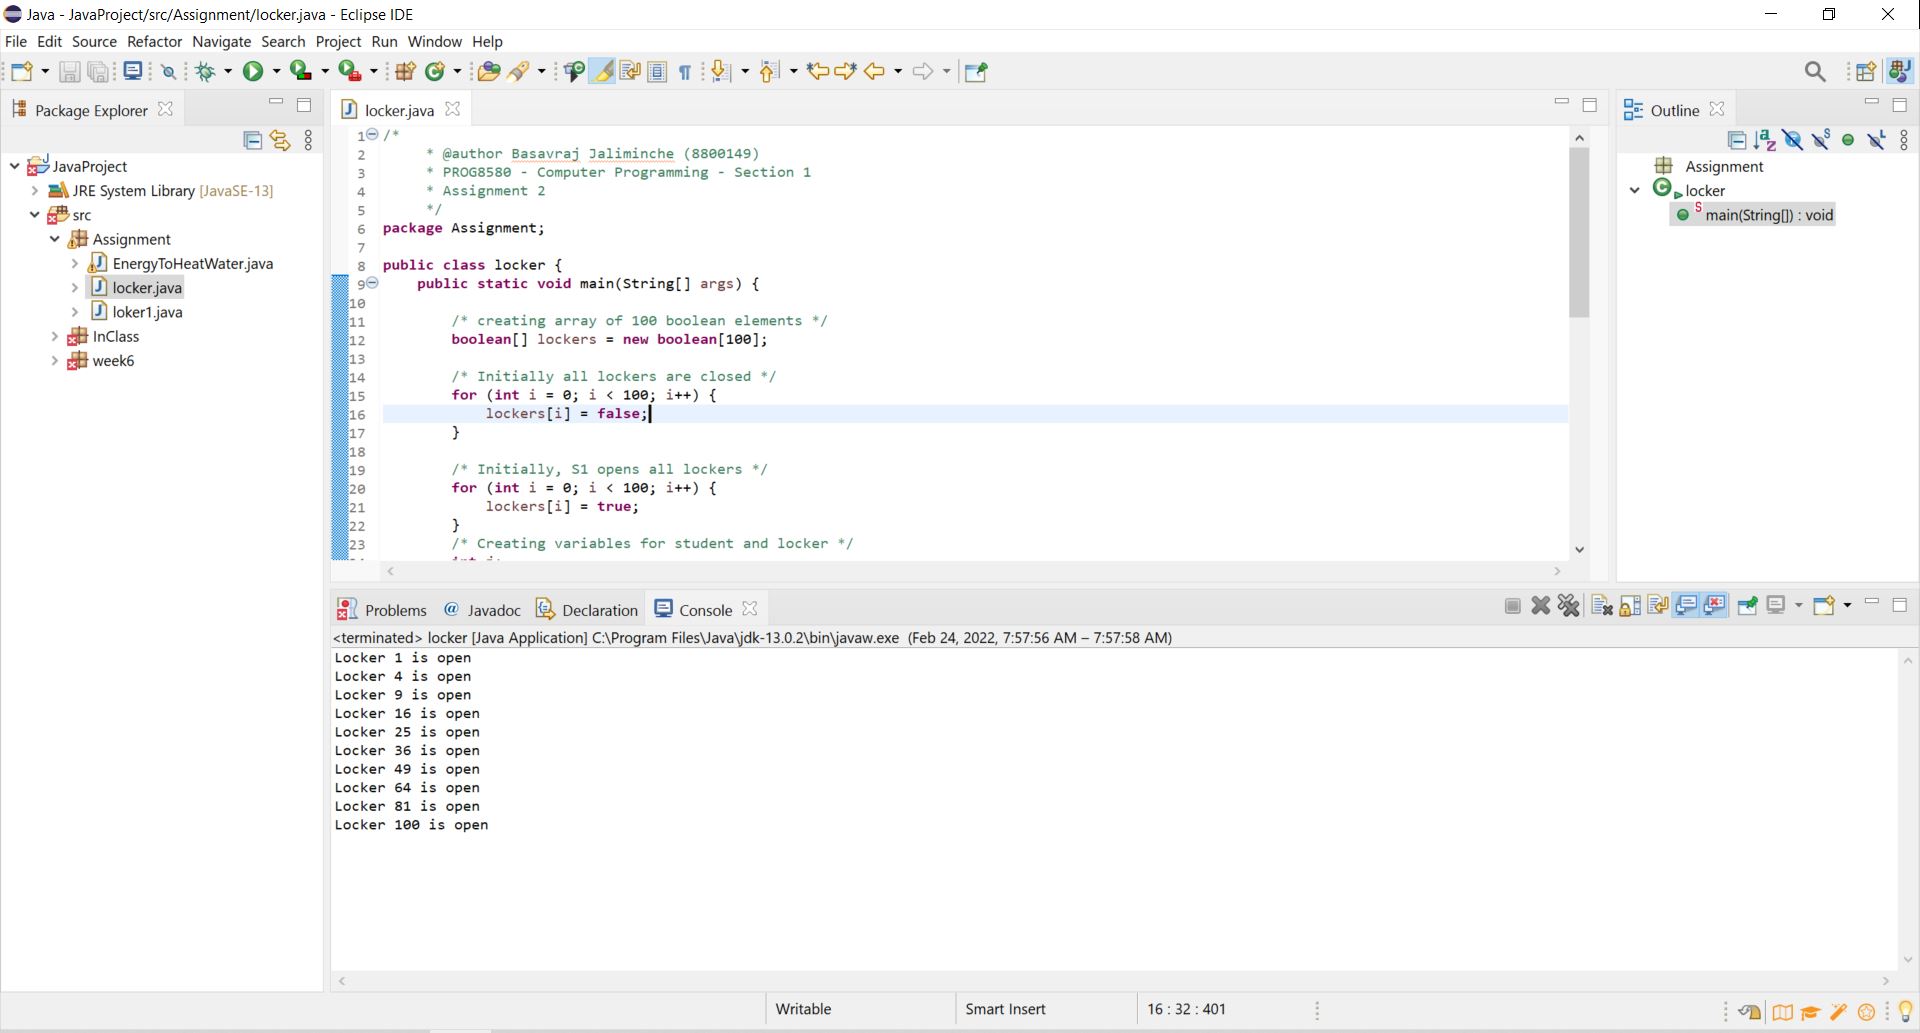 Java - JavaProject/src/Assignment/locker.java - Eclipse IDE
File Edit Source Refactor Navigate Search Project Run Window Help
Package Explorer
JavaProject
JRE System Library [JavaSE-13]
src
Assignment
EnergyToHeatWater.java
locker.java
loker1.java
InClass
week6
locker.java
1 /*
2 * @author Basavraj Jaliminche (8800149)
3 * PROG8580 - Computer Programming - Section 1
4 * Assignment 2
5 */
6 package Assignment;
7
8 public class locker {
9 public static void main(String[] args) {
10
11 /* creating array of 100 boolean elements */
12 boolean[] lockers = new boolean[100];
13
14 /* Initially all lockers are closed */
15 for (int i = 0; i < 100; i++) {
16 lockers[i] = false;
17 }
18
19 /* Initially, S1 opens all lockers */
20 for (int i = 0; i < 100; i++) {
21 lockers[i] = true;
22 }
23 /* Creating variables for student and locker */
Outline
Assignment
locker
main(String[]) : void
Problems Javadoc Declaration Console
<terminated> locker [Java Application] C:\Program Files\Java\jdk-13.0.2\bin\javaw.exe (Feb 24, 2022, 7:57:56 AM – 7:57:58 AM)
Locker 1 is open
Locker 4 is open
Locker 9 is open
Locker 16 is open
Locker 25 is open
Locker 36 is open
Locker 49 is open
Locker 64 is open
Locker 81 is open
Locker 100 is open
Writable Smart Insert 16 : 32 : 401